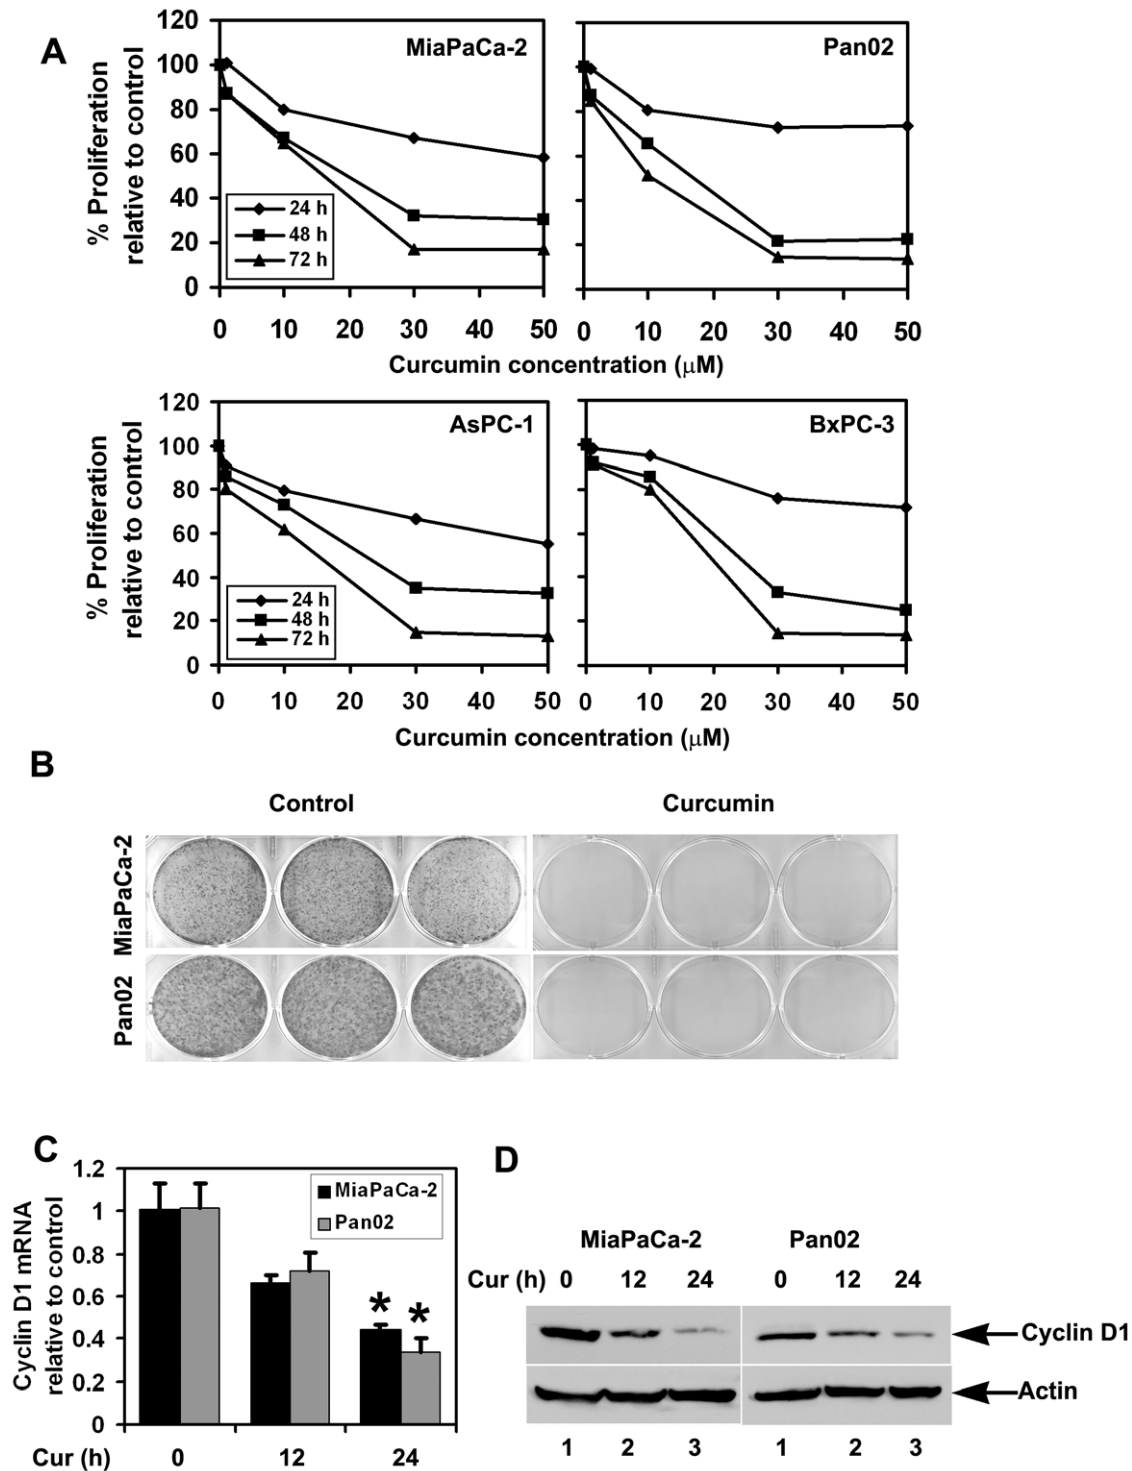 A
MiaPaCa-2
Pan02
% Proliferation
relative to control
120
100
80
60
40
20
0
24 h
48 h
72 h
0 10 20 30 40 50
0 10 20 30 40 50
Curcumin concentration (μM)
AsPC-1
BxPC-3
% Proliferation
relative to control
120
100
80
60
40
20
0
24 h
48 h
72 h
0 10 20 30 40 50
0 10 20 30 40 50
Curcumin concentration (μM)
B
Control Curcumin
MiaPaCa-2
Pan02
C
Cyclin D1 mRNA
relative to control
1.2
1
0.8
0.6
0.4
0.2
0
MiaPaCa-2
Pan02
* *
Cur (h) 0 12 24
D
MiaPaCa-2 Pan02
Cur (h) 0 12 24 0 12 24
Cyclin D1
Actin
1 2 3 1 2 3